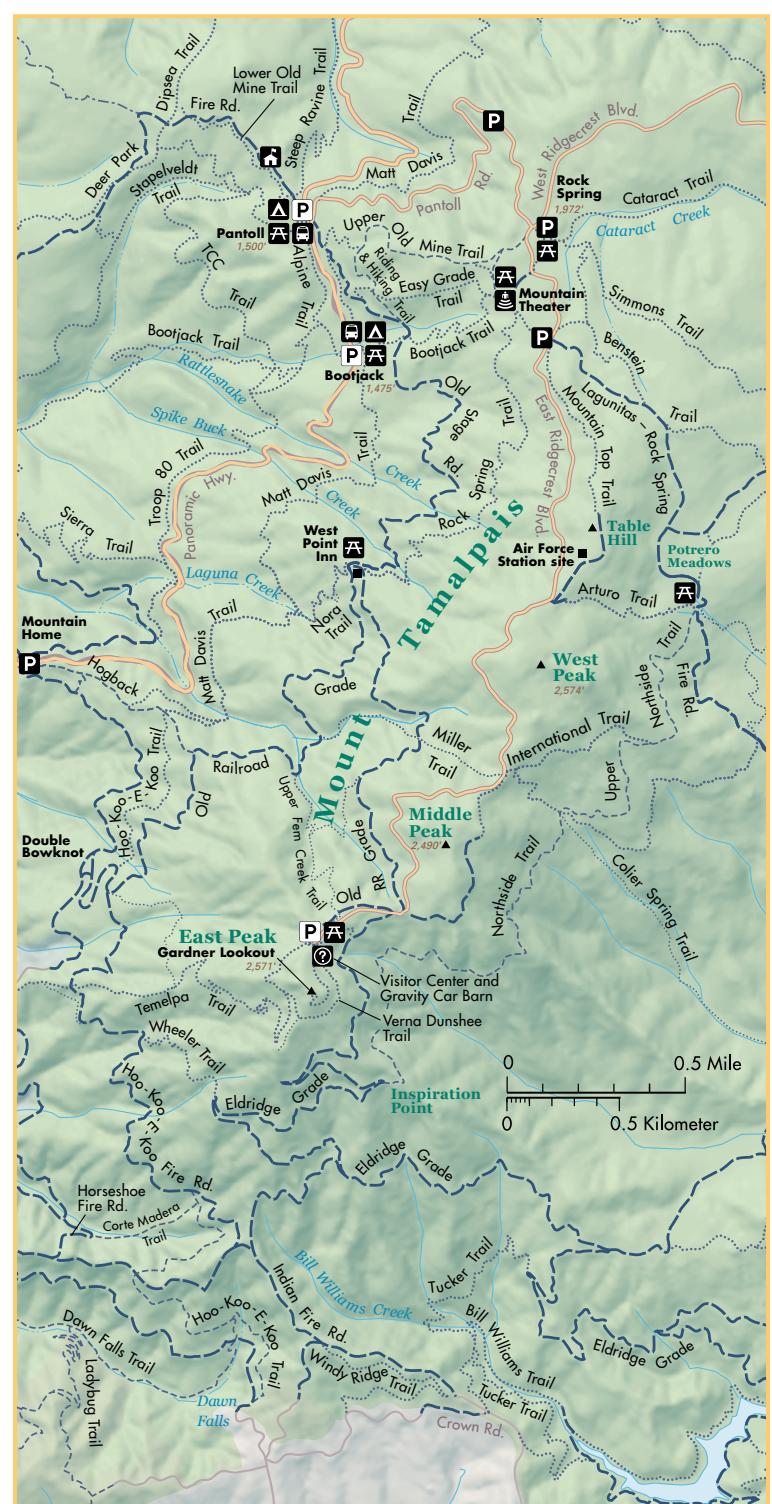 Dipsea Trail
Lower Old
Mine Trail
Fire Rd.
Steep Ravine Trail
Trail
P
West Ridgecrest Blvd.
Deer Park
Stapelveldt
Trail
Matt Davis
Pantoll
Rd.
Rock
Spring
1,972'
Cataract Trail
Cataract Creek
P
Pantoll
1,500'
P
Upper Old Mine Trail
Riding
& Hiking Trail
Easy Grade
Trail
Mountain
Theater
TCC
Trail
Alpine Trail
Simmons Trail
Benstein
Trail
Bootjack Trail
P
Bootjack
1,475'
Bootjack Trail
P
Rattlesnake
Creek
Spike Buck
Creek
Old
Stage
Rd.
Trail
Rock Spring
East Ridgecrest Blvd.
Mountain Top Trail
Lagunitas – Rock Spring
Troop 80 Trail
Panoramic Hwy.
Matt Davis
Trail
Sierra
Trail
West
Point
Inn
Air Force
Station site
Table
Hill
Potrero
Meadows
Laguna Creek
Nora
Trail
Arturo Trail
Mount Tamalpais
Mountain
Home
P
Hogback
Matt Davis
Trail
Grade
West
Peak
2,574'
Northside
Trail
Fire Rd.
Hoo Koo-E-Koo Trail
Old
Railroad
Miller
Trail
International Trail
Upper
Upper Fern Creek Trail
Double
Bowknot
Middle
Peak
2,490'
Old
RR Grade
Northside Trail
Colier Spring Trail
P
East Peak
Gardner Lookout
2,571'
Visitor Center and
Gravity Car Barn
Verna Dunshee
Trail
Temelpa
Trail
Wheeler Trail
0
0.5 Mile
0
0.5 Kilometer
Eldridge Grade
Inspiration
Point
Hoo-Koo-E-Koo Fire Rd.
Eldridge Grade
Horseshoe
Fire Rd.
Corte Madera
Trail
Bill Williams Creek
Indian Fire Rd.
Tucker Trail
Hoo-Koo-E-Koo Trail
Dawn Falls Trail
Ladybug Trail
Bill Williams Trail
Eldridge Grade
Windy Ridge
Trail
Tucker Trail
Dawn
Falls
Crown Rd.